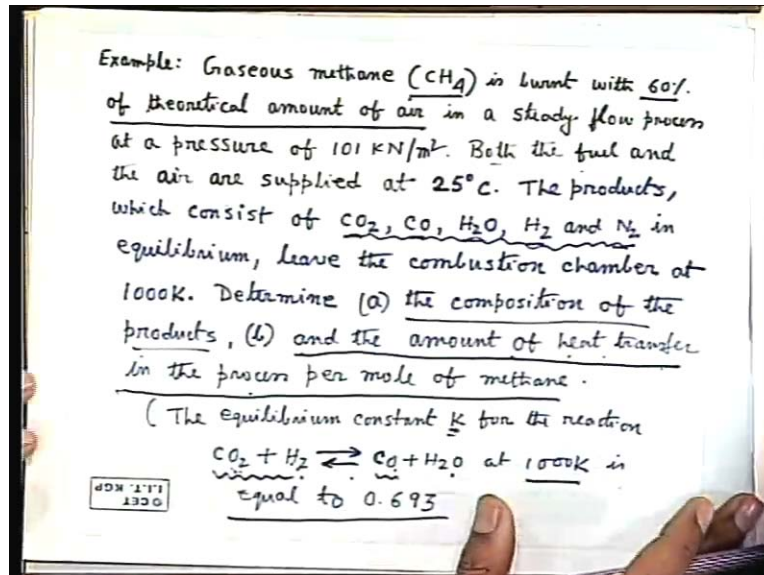 Example: Gaseous methane (CH4) is burnt with 60%
of theoretical amount of air in a steady flow process
at a pressure of 101 KN/m². Both the fuel and
the air are supplied at 25°C. The products,
which consist of CO2, CO, H2O, H2 and N2 in
equilibrium, leave the combustion chamber at
1000K. Determine (a) the composition of the
products, (b) and the amount of heat transfer
in the process per mole of methane.
(The equilibrium constant K for the reaction
CO2 + H2 ⇌ CO + H2O at 1000K is
equal to 0.693
OCET
I.I.T. KGP